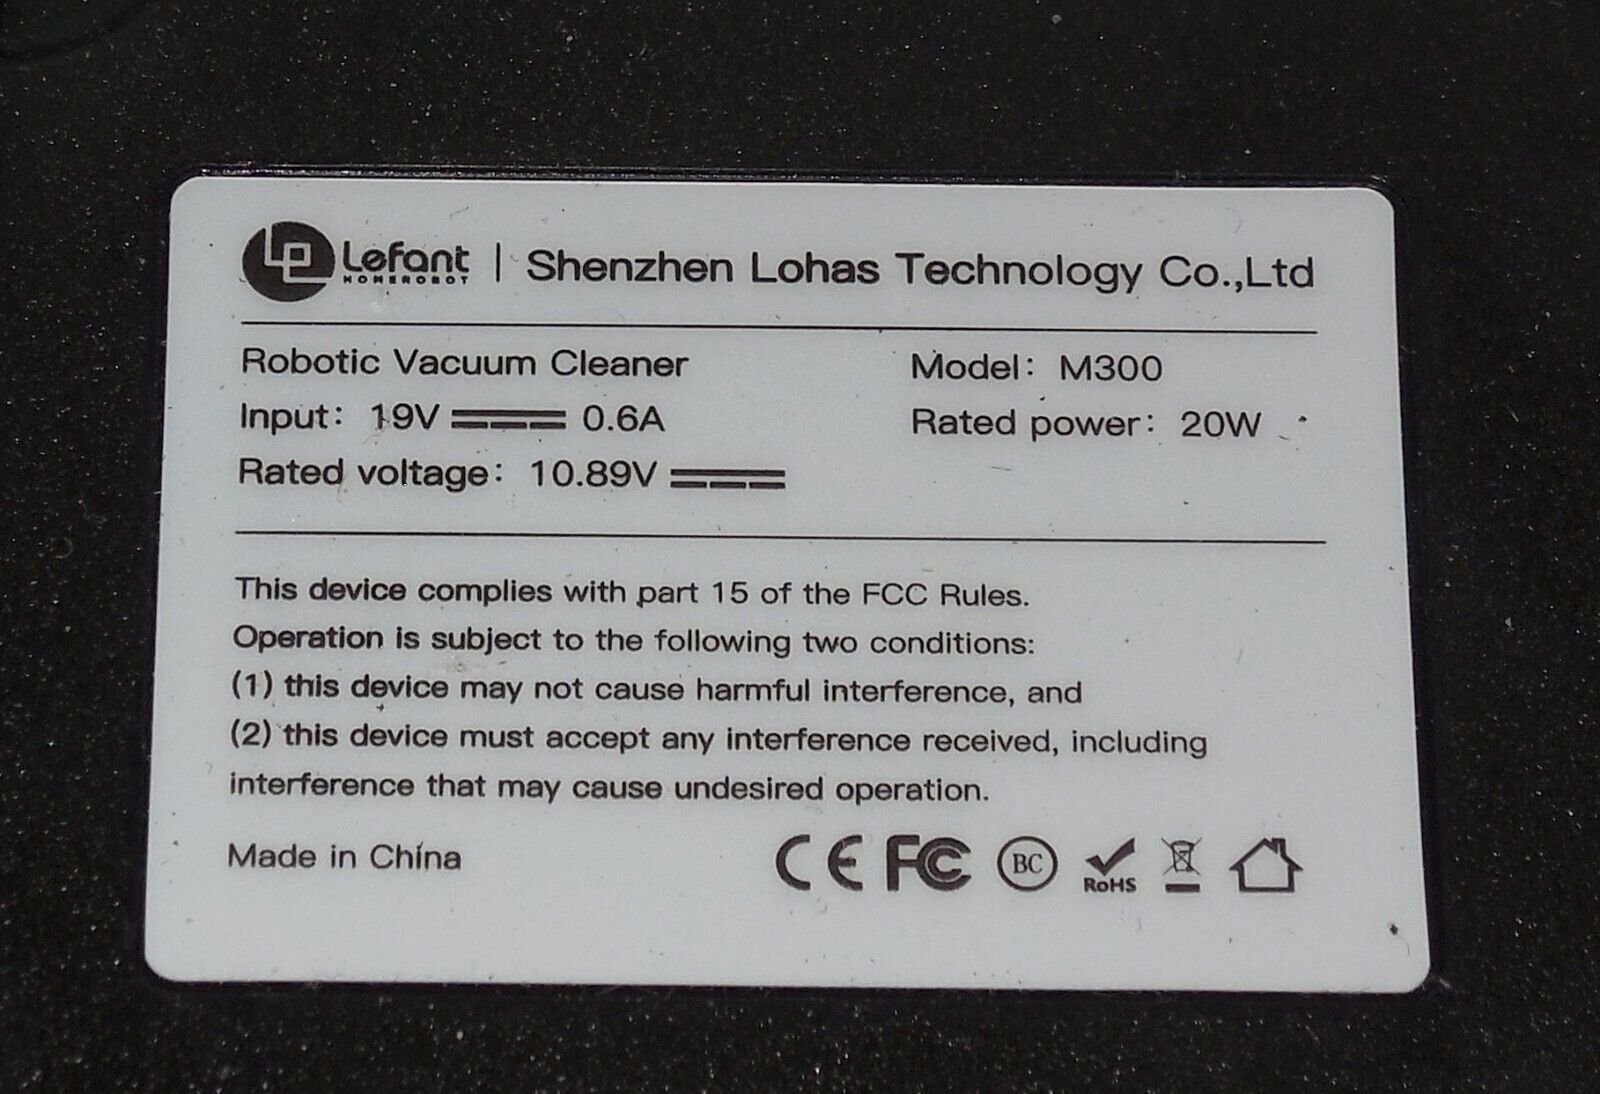 LP Lefant HOMEROBOT | Shenzhen Lohas Technology Co.,Ltd
Robotic Vacuum Cleaner Model: M300
Input: 19V 0.6A Rated power: 20W
Rated voltage: 10.89V
This device complies with part 15 of the FCC Rules.
Operation is subject to the following two conditions:
(1) this device may not cause harmful interference, and
(2) this device must accept any interference received, including
interference that may cause undesired operation.
Made in China CE FC BC RoHS